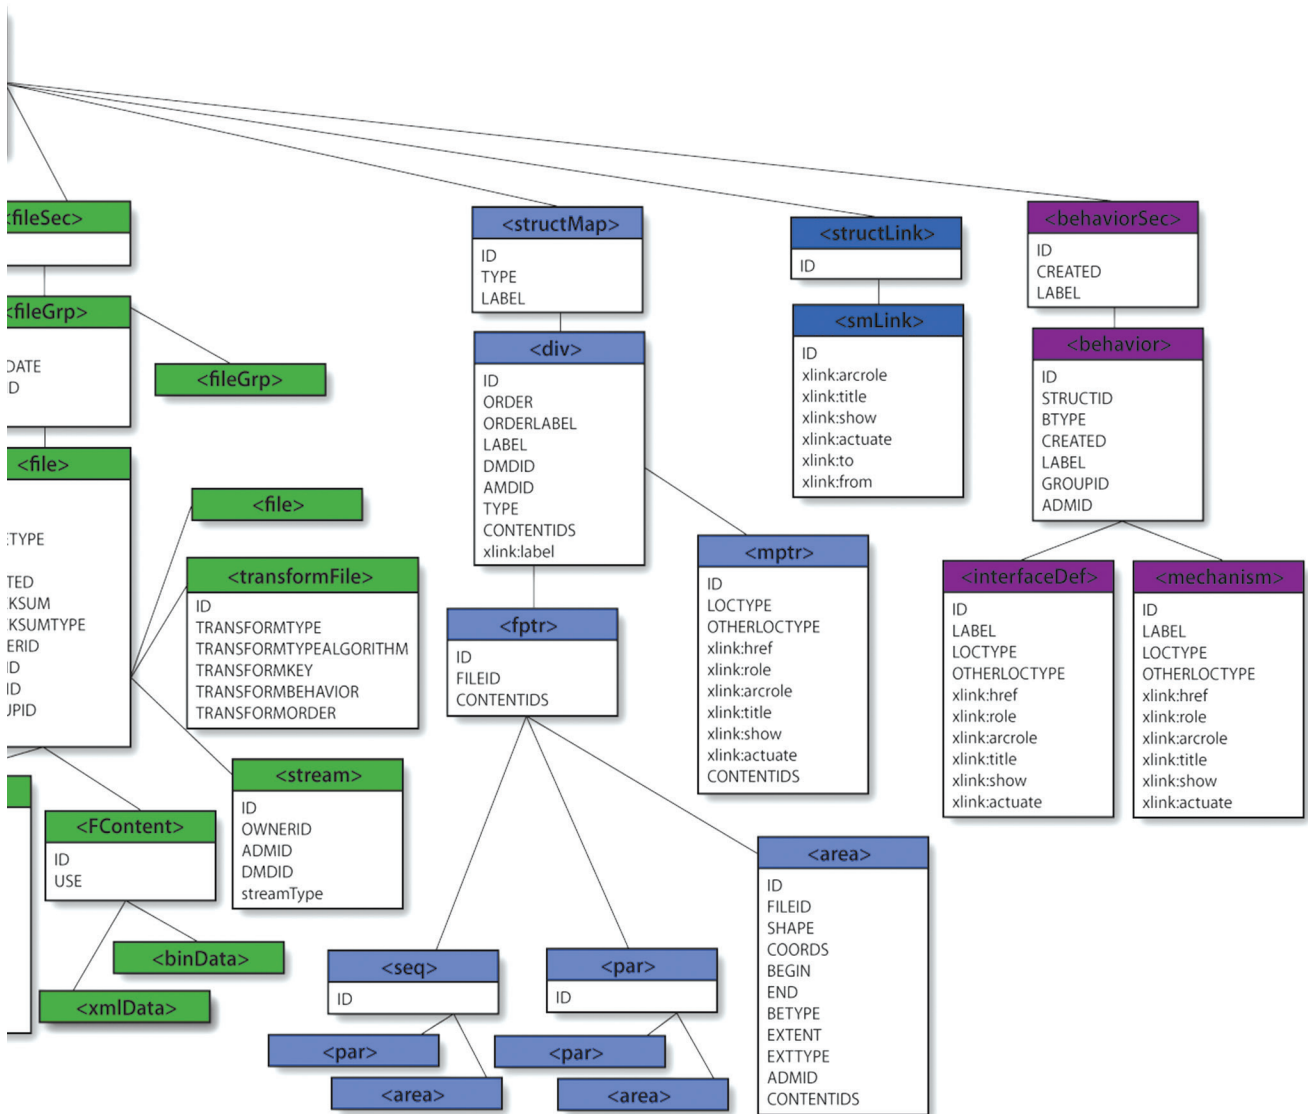 <fileSec>
<fileGrp>
DATE
ID
<fileGrp>
<file>
ETYPE
TED
CKSUM
CKSUMTYPE
ERID
ID
ID
UPID
<file>
<transformFile>
ID
TRANSFORMTYPE
TRANSFORMTYPEALGORITHM
TRANSFORMKEY
TRANSFORMBEHAVIOR
TRANSFORMORDER
<stream>
ID
OWNERID
ADMID
DMDID
streamType
<FContent>
ID
USE
<binData>
<xmlData>
<structMap>
ID
TYPE
LABEL
<div>
ID
ORDER
ORDERLABEL
LABEL
DMDID
AMDID
TYPE
CONTENTIDS
xlink:label
<fptr>
ID
FILEID
CONTENTIDS
<mptr>
ID
LOCTYPE
OTHERLOCTYPE
xlink:href
xlink:role
xlink:arcrole
xlink:title
xlink:show
xlink:actuate
CONTENTIDS
<seq>
ID
<par>
<area>
<par>
ID
<par>
<area>
<area>
ID
FILEID
SHAPE
COORDS
BEGIN
END
BETYPE
EXTENT
EXTTYPE
ADMID
CONTENTIDS
<structLink>
ID
<smLink>
ID
xlink:arcrole
xlink:title
xlink:show
xlink:actuate
xlink:to
xlink:from
<behaviorSec>
ID
CREATED
LABEL
<behavior>
ID
STRUCTID
BTYPE
CREATED
LABEL
GROUPID
ADMID
<interfaceDef>
ID
LABEL
LOCTYPE
OTHERLOCTYPE
xlink:href
xlink:role
xlink:arcrole
xlink:title
xlink:show
xlink:actuate
<mechanism>
ID
LABEL
LOCTYPE
OTHERLOCTYPE
xlink:href
xlink:role
xlink:arcrole
xlink:title
xlink:show
xlink:actuate